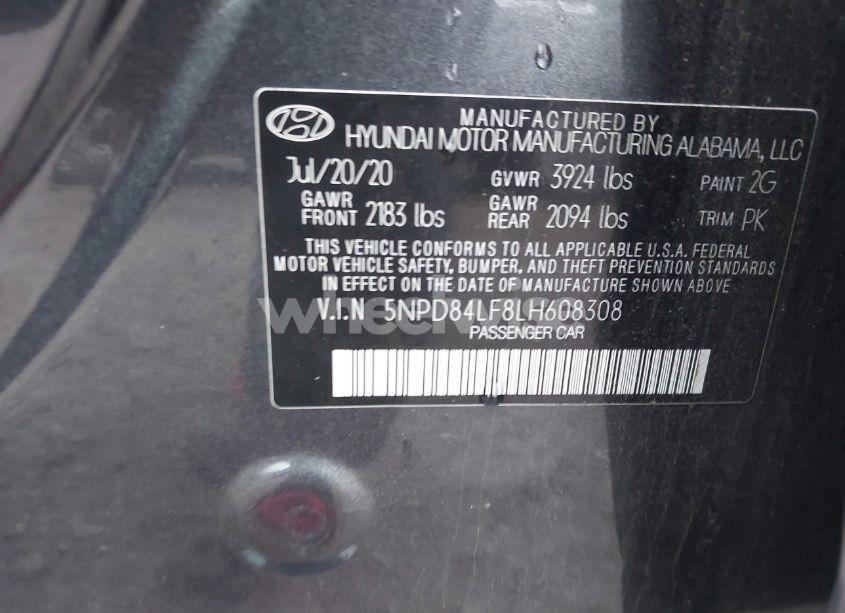 MANUFACTURED BY
HYUNDAI MOTOR MANUFACTURING ALABAMA, LLC
Jul/20/20 GVWR 3924 lbs PAINT 2G
GAWR FRONT 2183 lbs GAWR REAR 2094 lbs TRIM PK
THIS VEHICLE CONFORMS TO ALL APPLICABLE U.S.A. FEDERAL
MOTOR VEHICLE SAFETY, BUMPER, AND THEFT PREVENTION STANDARDS
IN EFFECT ON THE DATE OF MANUFACTURE SHOWN ABOVE.
V.I.N 5NPD84LF8LH608308
PASSENGER CAR